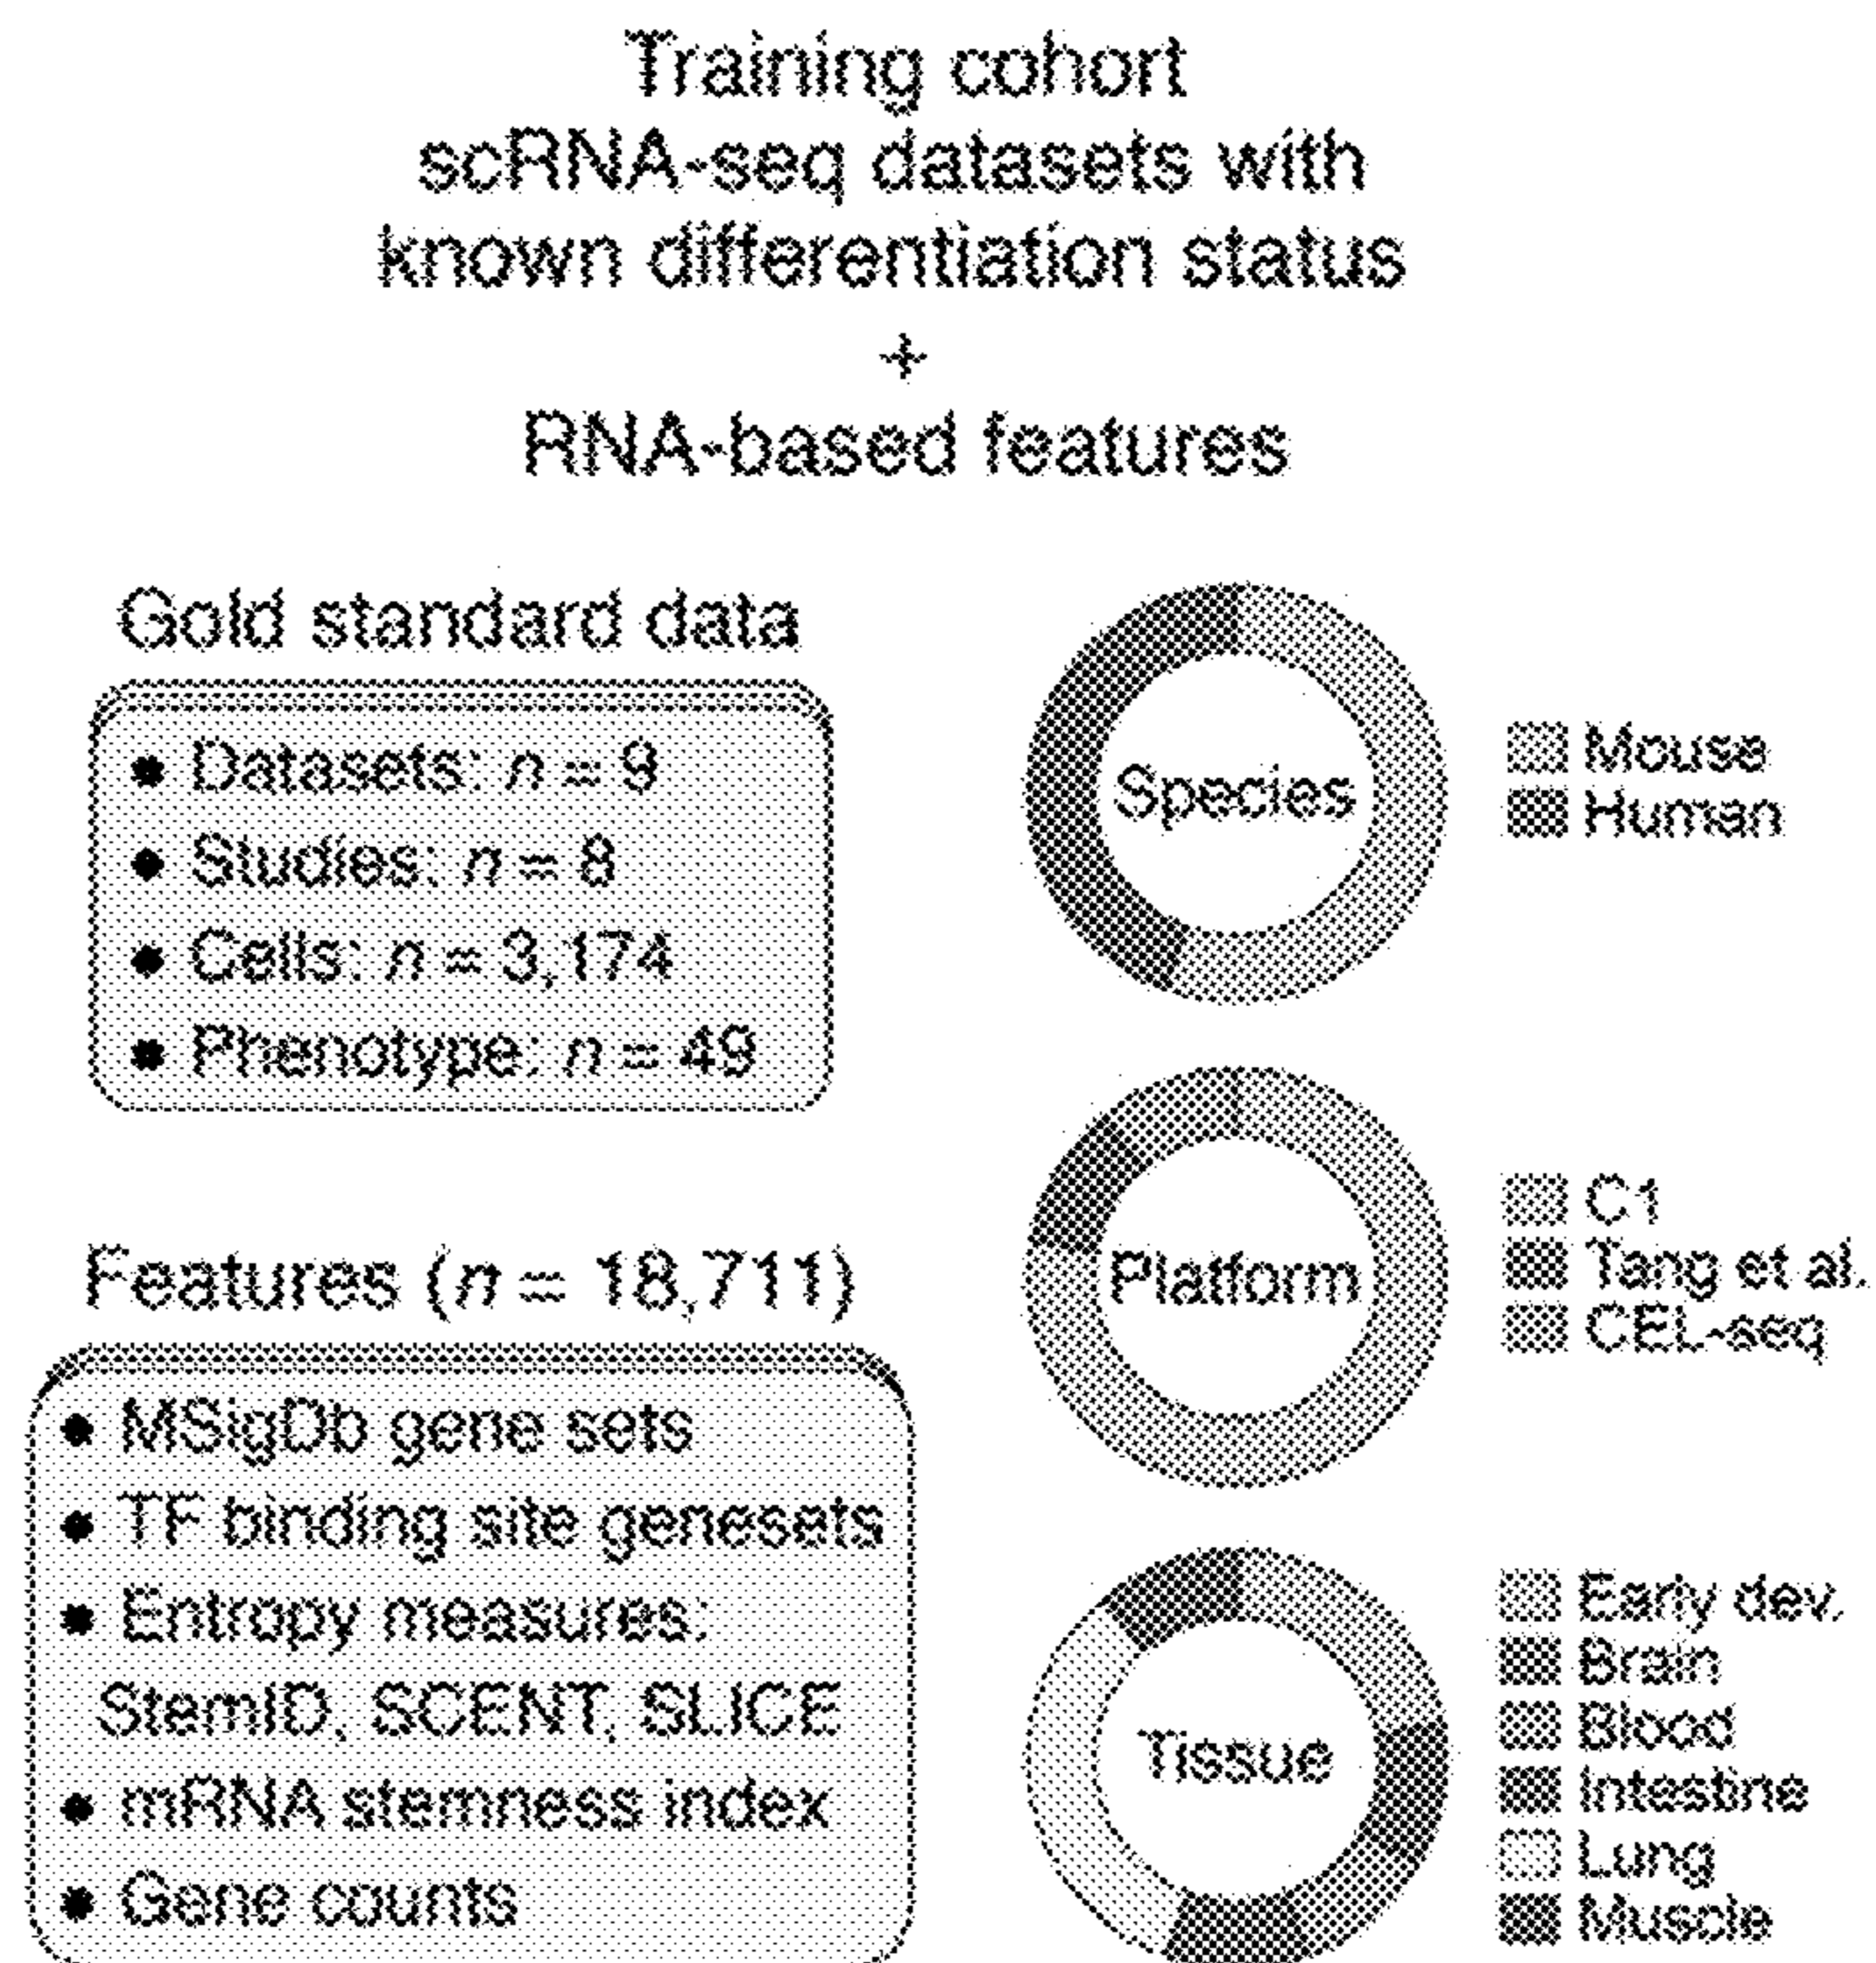 Training cohort
scRNA-seq datasets with
known differentiation status
+
RNA-based features
Gold standard data
• Datasets: n = 9
• Studies: n = 8
• Cells: n = 3,174
• Phenotype: n = 49
Features (n = 18,711)
• MSigDb gene sets
• TF binding site genesets
• Entropy measures:
StemID, SCENT, SLICE
• mRNA stemness index
• Gene counts
Species
Mouse
Human
Platform
C1
Tang et al.
CEL-seq
Tissue
Early dev.
Brain
Blood
Intestine
Lung
Muscle